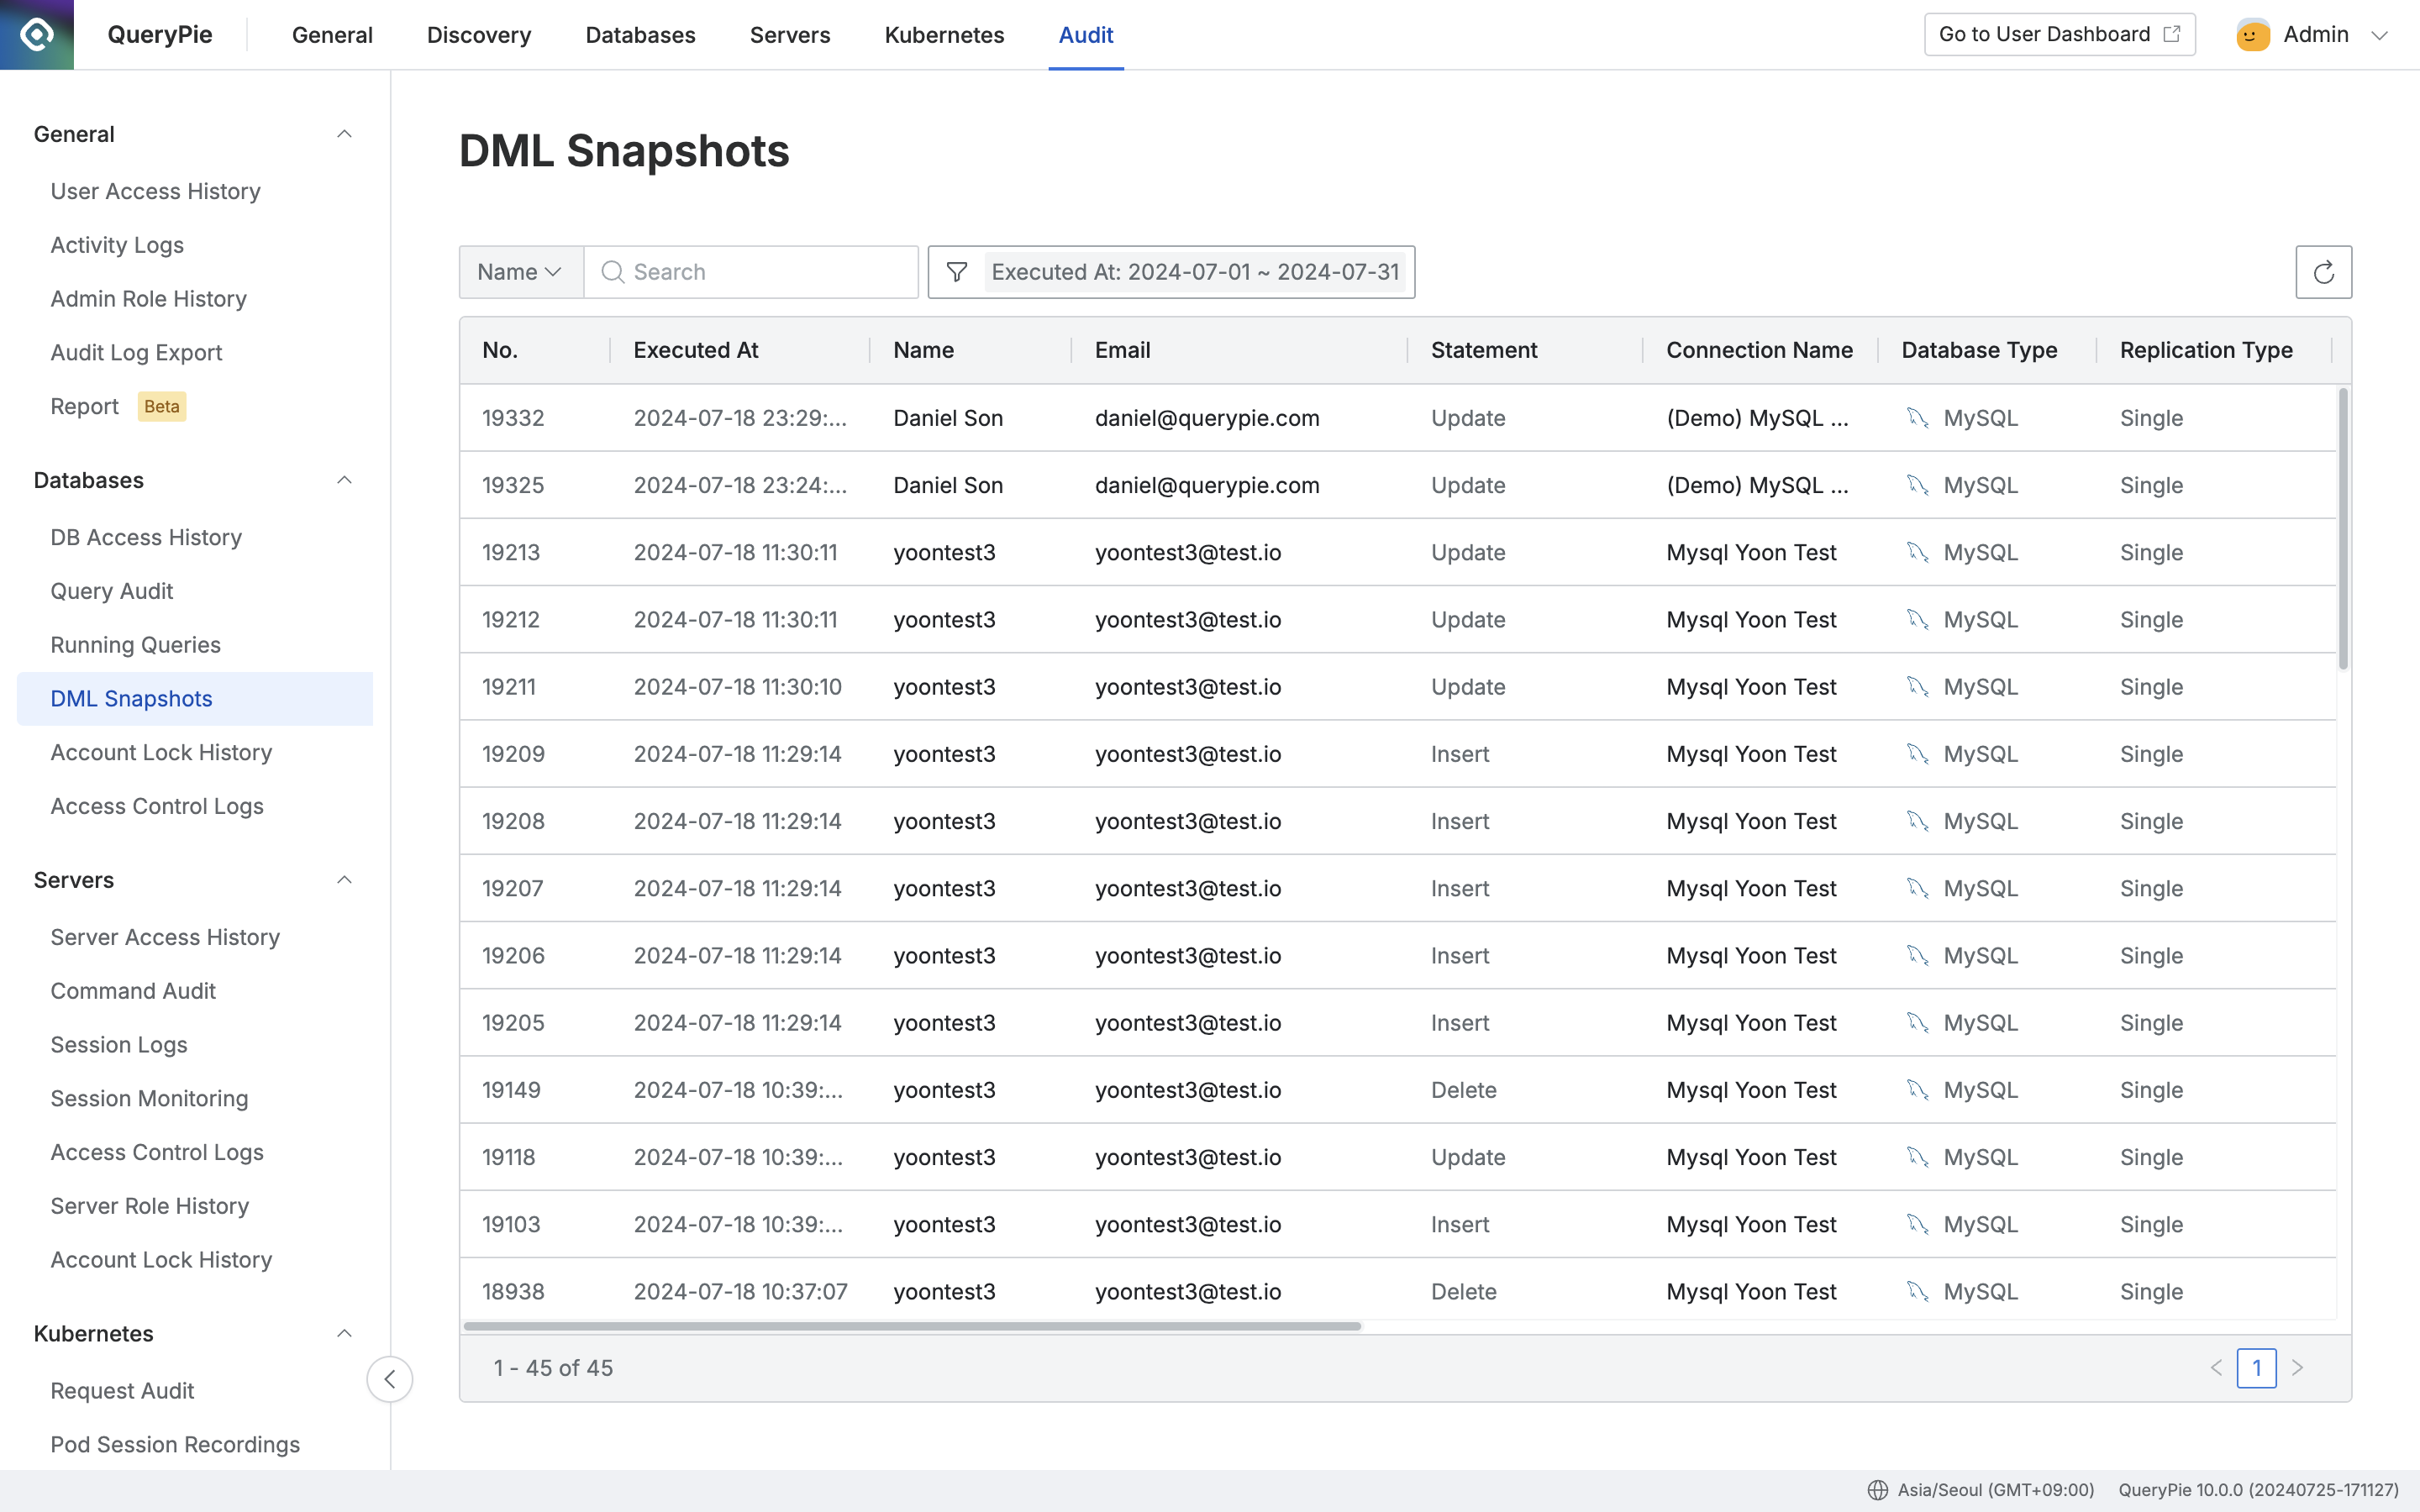 QueryPie General Discovery Databases Servers Kubernetes Audit Go to User Dashboard Admin
General
User Access History
Activity Logs
Admin Role History
Audit Log Export
Report Beta
Databases
DB Access History
Query Audit
Running Queries
DML Snapshots
Account Lock History
Access Control Logs
Servers
Server Access History
Command Audit
Session Logs
Session Monitoring
Access Control Logs
Server Role History
Account Lock History
Kubernetes
Request Audit
Pod Session Recordings
DML Snapshots
Name Search Executed At: 2024-07-01 ~ 2024-07-31
No. Executed At Name Email Statement Connection Name Database Type Replication Type
19332 2024-07-18 23:29:... Daniel Son daniel@querypie.com Update (Demo) MySQL ... MySQL Single
19325 2024-07-18 23:24:... Daniel Son daniel@querypie.com Update (Demo) MySQL ... MySQL Single
19213 2024-07-18 11:30:11 yoontest3 yoontest3@test.io Update Mysql Yoon Test MySQL Single
19212 2024-07-18 11:30:11 yoontest3 yoontest3@test.io Update Mysql Yoon Test MySQL Single
19211 2024-07-18 11:30:10 yoontest3 yoontest3@test.io Update Mysql Yoon Test MySQL Single
19209 2024-07-18 11:29:14 yoontest3 yoontest3@test.io Insert Mysql Yoon Test MySQL Single
19208 2024-07-18 11:29:14 yoontest3 yoontest3@test.io Insert Mysql Yoon Test MySQL Single
19207 2024-07-18 11:29:14 yoontest3 yoontest3@test.io Insert Mysql Yoon Test MySQL Single
19206 2024-07-18 11:29:14 yoontest3 yoontest3@test.io Insert Mysql Yoon Test MySQL Single
19205 2024-07-18 11:29:14 yoontest3 yoontest3@test.io Insert Mysql Yoon Test MySQL Single
19149 2024-07-18 10:39:... yoontest3 yoontest3@test.io Delete Mysql Yoon Test MySQL Single
19118 2024-07-18 10:39:... yoontest3 yoontest3@test.io Update Mysql Yoon Test MySQL Single
19103 2024-07-18 10:39:... yoontest3 yoontest3@test.io Insert Mysql Yoon Test MySQL Single
18938 2024-07-18 10:37:07 yoontest3 yoontest3@test.io Delete Mysql Yoon Test MySQL Single
1 - 45 of 45 1
Asia/Seoul (GMT+09:00) QueryPie 10.0.0 (20240725-171127)